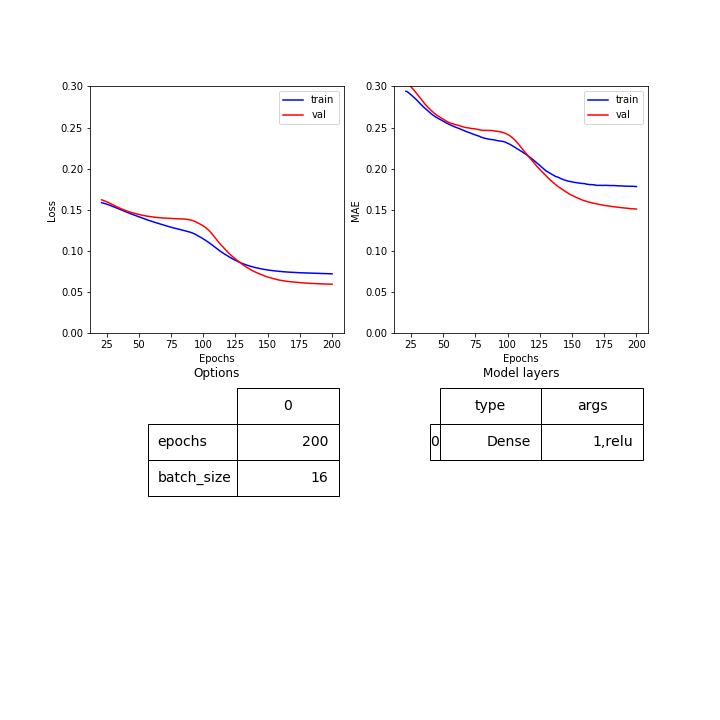 0.30
0.25
0.20
0.15
0.10
0.05
0.00
Loss
train
val
25 50 75 100 125 150 175 200
Epochs
0.30
0.25
0.20
0.15
0.10
0.05
0.00
MAE
train
val
25 50 75 100 125 150 175 200
Epochs
Options
0
epochs 200
batch_size 16
Model layers
type args
0 Dense 1,relu